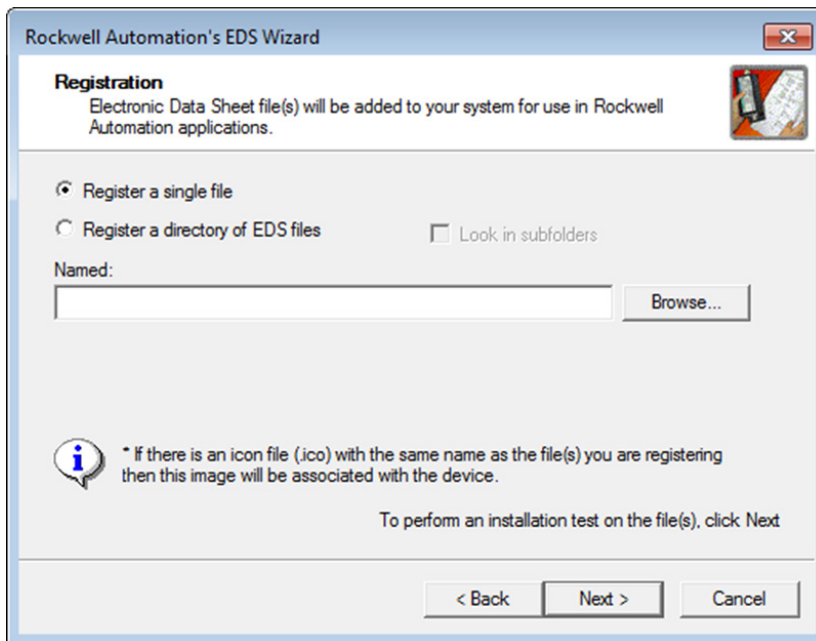 Rockwell Automation's EDS Wizard
Registration
Electronic Data Sheet file(s) will be added to your system for use in Rockwell
Automation applications.
Register a single file
Register a directory of EDS files
Look in subfolders
Named:
Browse...
* If there is an icon file (.ico) with the same name as the file(s) you are registering
then this image will be associated with the device.
To perform an installation test on the file(s), click Next
< Back
Next >
Cancel